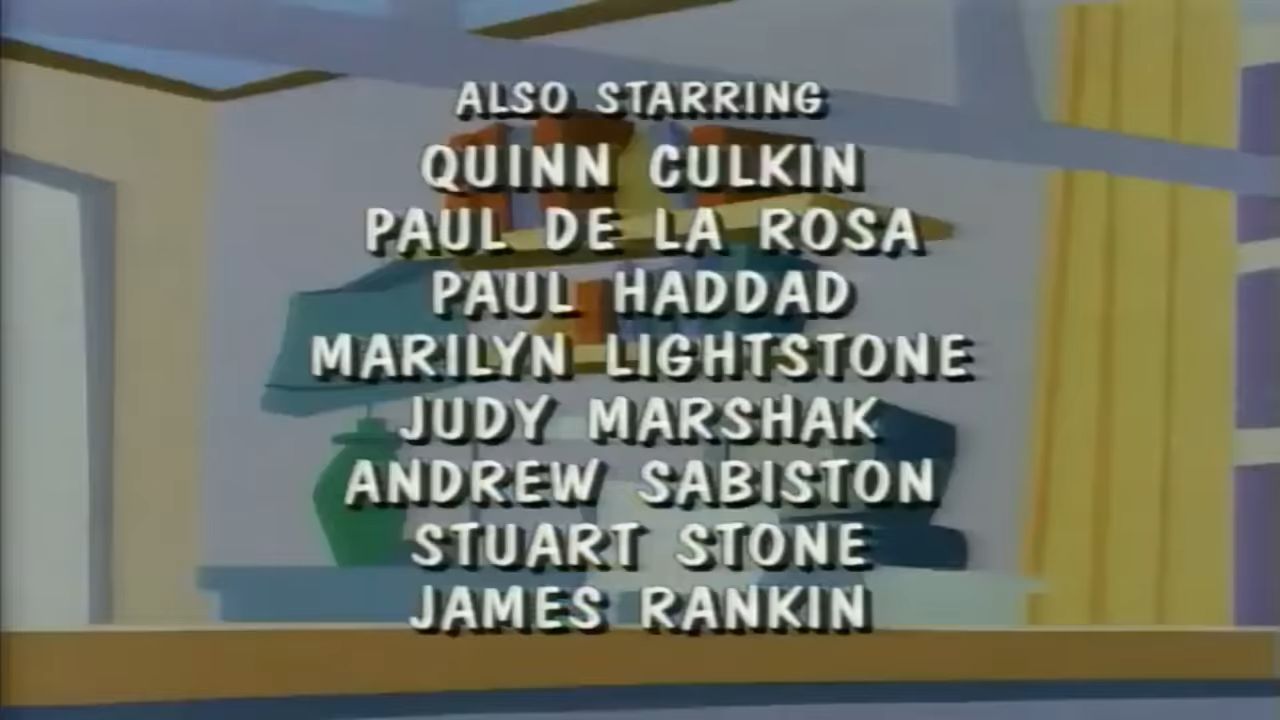 ALSO STARRING
QUINN CULKIN
PAUL DE LA ROSA
PAUL HADDAD
MARILYN LIGHTSTONE
JUDY MARSHAK
ANDREW SABISTON
STUART STONE
JAMES RANKIN